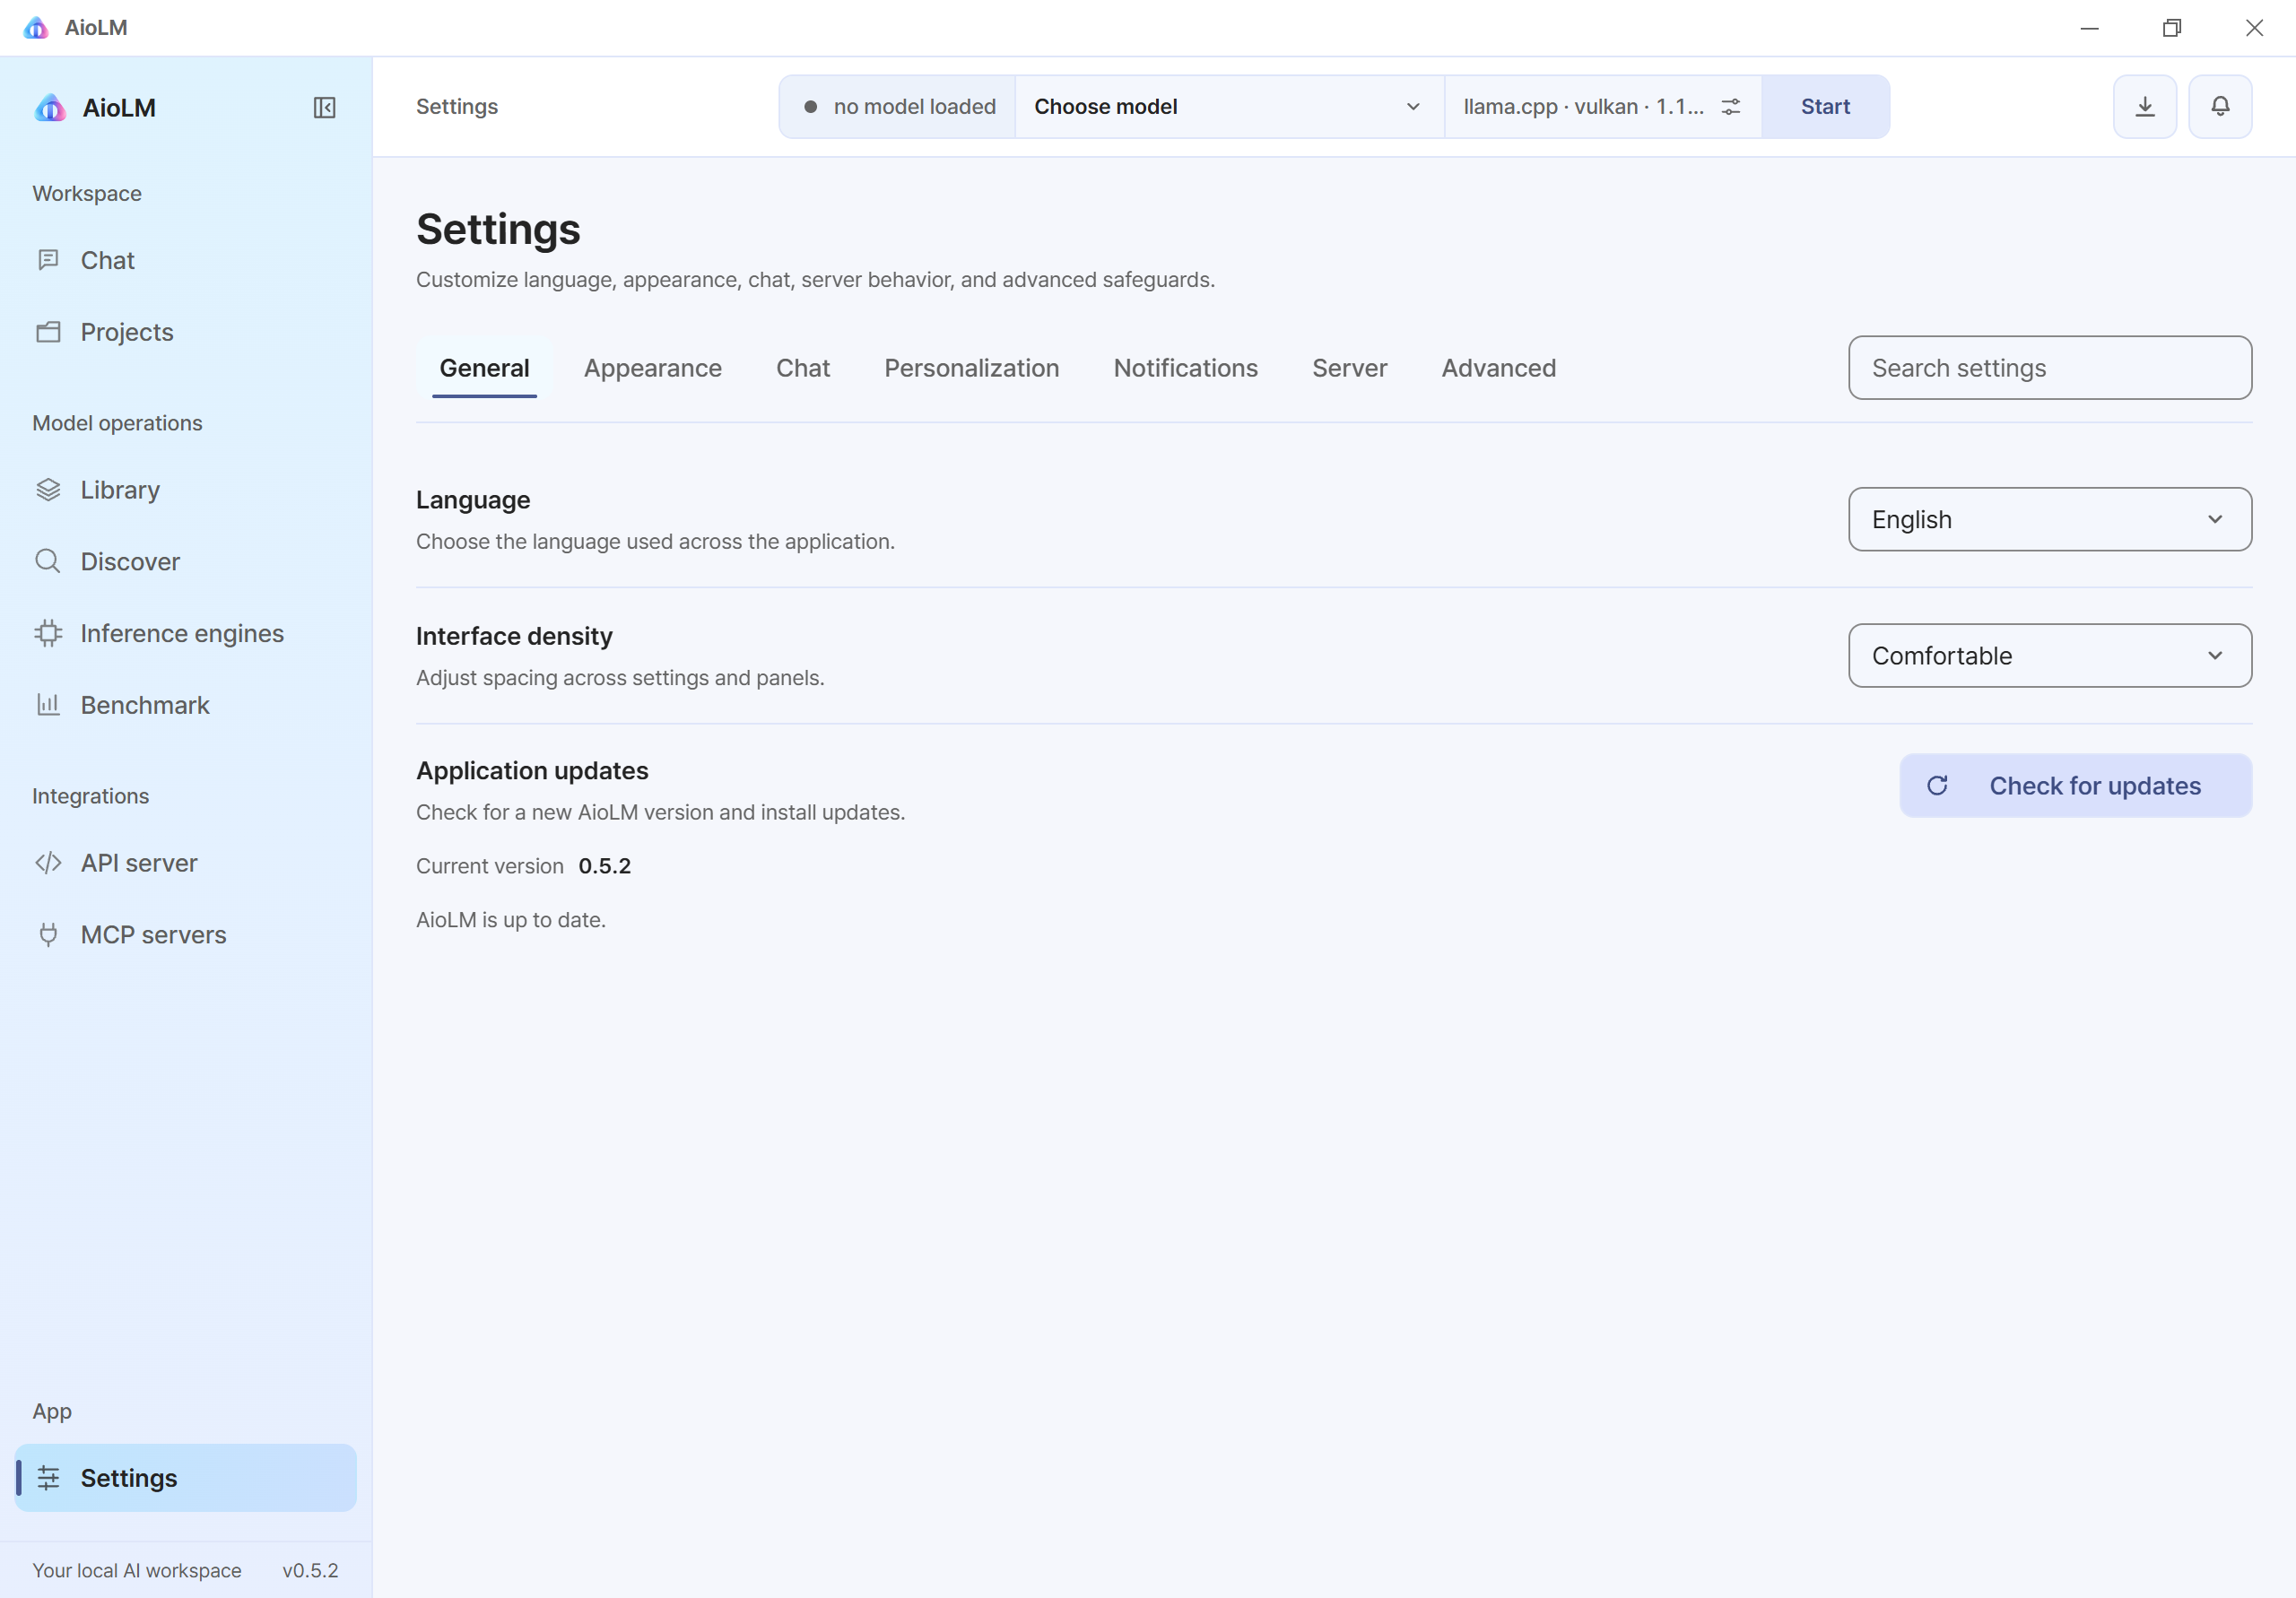 AioLM
AioLM
Workspace
Chat
Projects
Model operations
Library
Discover
Inference engines
Benchmark
Integrations
API server
MCP servers
App
Settings
Your local AI workspace v0.5.2
Settings
no model loaded
Choose model
llama.cpp · vulkan · 1.1...
Start
Settings
Customize language, appearance, chat, server behavior, and advanced safeguards.
General Appearance Chat Personalization Notifications Server Advanced
Search settings
Language
Choose the language used across the application.
English
Interface density
Adjust spacing across settings and panels.
Comfortable
Application updates
Check for a new AioLM version and install updates.
Check for updates
Current version 0.5.2
AioLM is up to date.